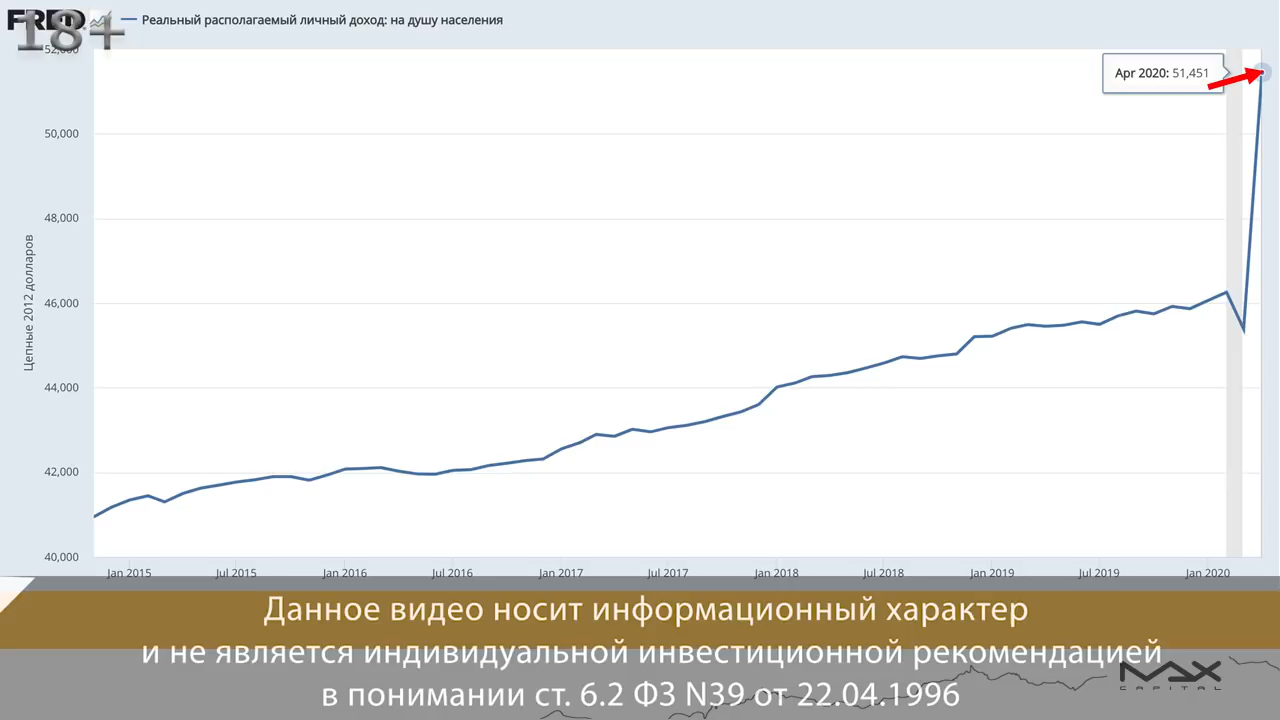 FRED
18+
Реальный располагаемый личный доход: на душу населения
52,000
Apr 2020: 51,451
50,000
48,000
46,000
44,000
42,000
40,000
Цепные 2012 долларов
Jan 2015 Jul 2015 Jan 2016 Jul 2016 Jan 2017 Jul 2017 Jan 2018 Jul 2018 Jan 2019 Jul 2019 Jan 2020
Данное видео носит информационный характер
и не является индивидуальной инвестиционной рекомендацией
в понимании ст. 6.2 ФЗ N39 от 22.04.1996
MAX
CAPITAL